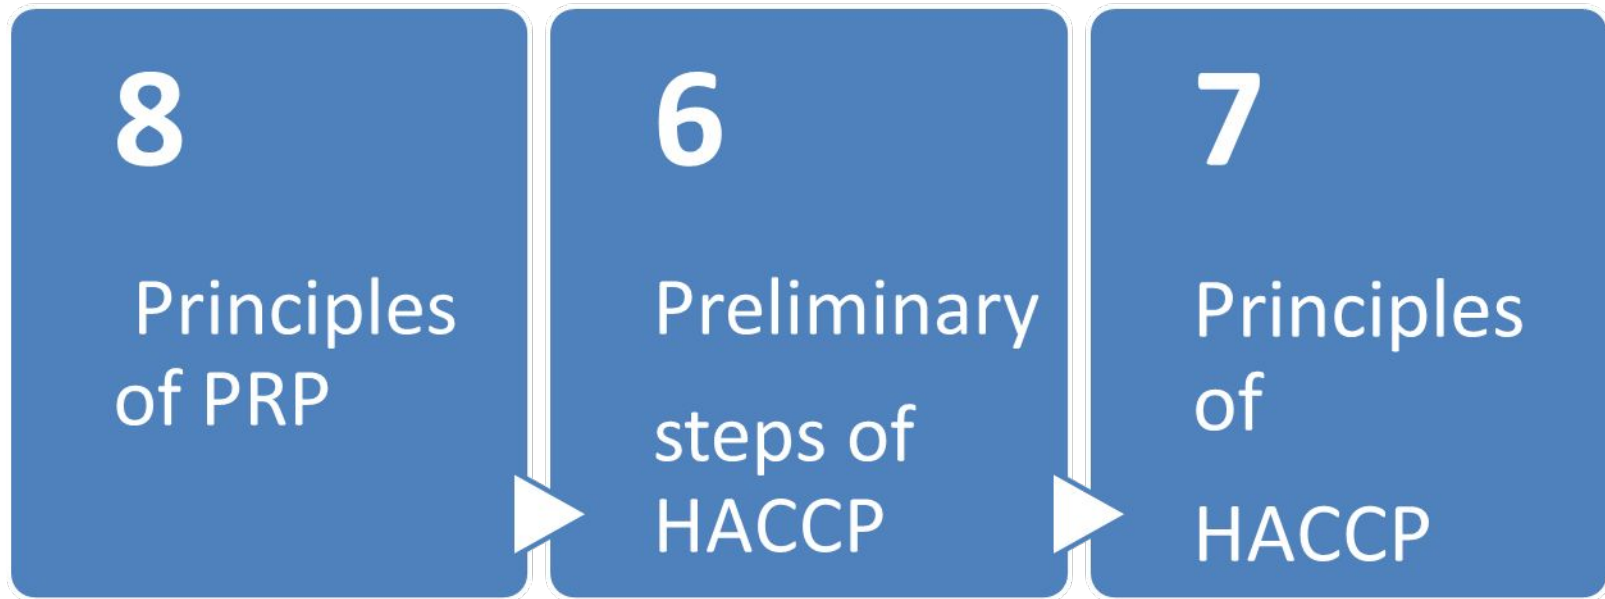 8
Principles
of PRP
6
Preliminary
steps of
HACCP
7
Principles
of
HACCP